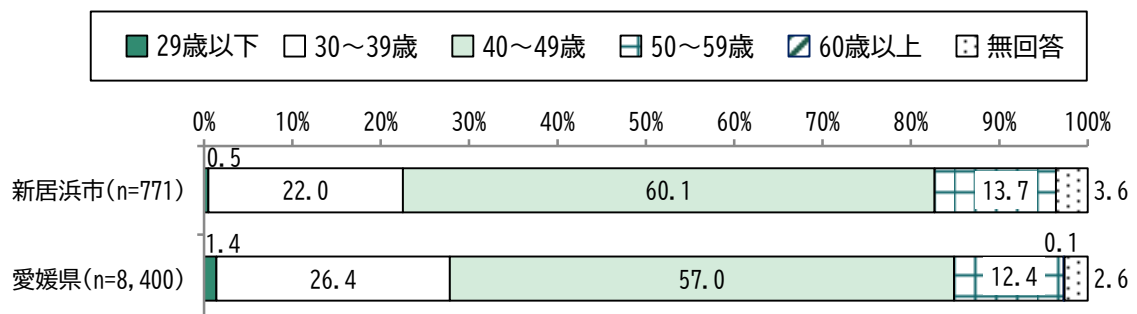 29歳以下 30～39歳 40～49歳 50～59歳 60歳以上 無回答
0% 10% 20% 30% 40% 50% 60% 70% 80% 90% 100%
0.5
新居浜市(n=771) 22.0 60.1 13.7 3.6
1.4 0.1
愛媛県(n=8,400) 26.4 57.0 12.4 2.6